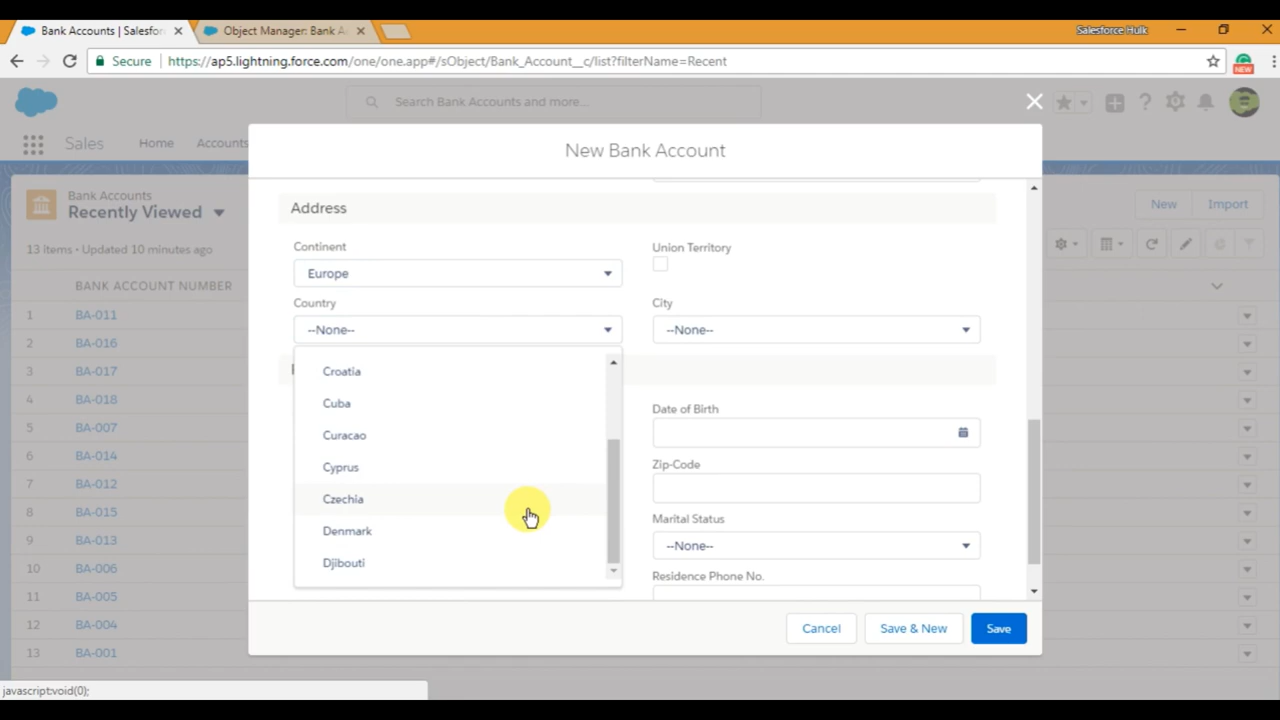 Bank Accounts | Salesfor
Object Manager: Bank A
Salesforce Hulk
Secure
https://ap5.lightning.force.com/one/one.app#/sObject/Bank_Account__c/list?filterName=Recent
NEW
Search Bank Accounts and more...
Sales
Home
Accounts
New Bank Account
Bank Accounts
Recently Viewed
New
Import
13 items • Updated 10 minutes ago
BANK ACCOUNT NUMBER
1 BA-011
2 BA-016
3 BA-017
4 BA-018
5 BA-007
6 BA-014
7 BA-012
8 BA-015
9 BA-013
10 BA-006
11 BA-005
12 BA-004
13 BA-001
Address
Continent
Europe
Union Territory
Country
--None--
City
--None--
Croatia
Cuba
Curacao
Cyprus
Czechia
Denmark
Djibouti
Date of Birth
Zip-Code
Marital Status
--None--
Residence Phone No.
Cancel
Save & New
Save
javascript:void(0);